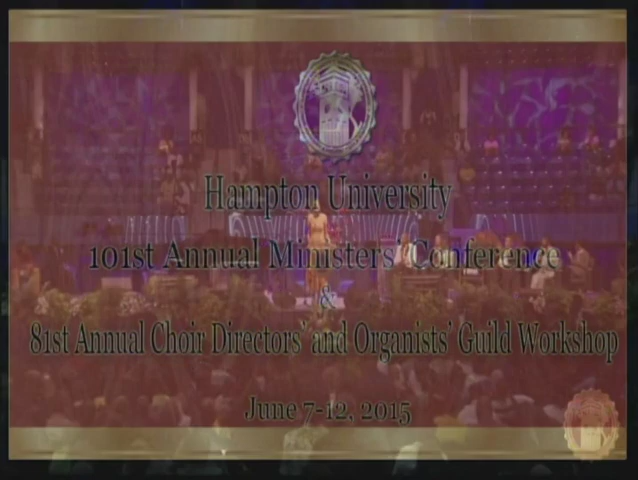 Hampton University
101st Annual Ministers' Conference
&
81st Annual Choir Directors' and Organists' Guild Workshop
June 7-12, 2015